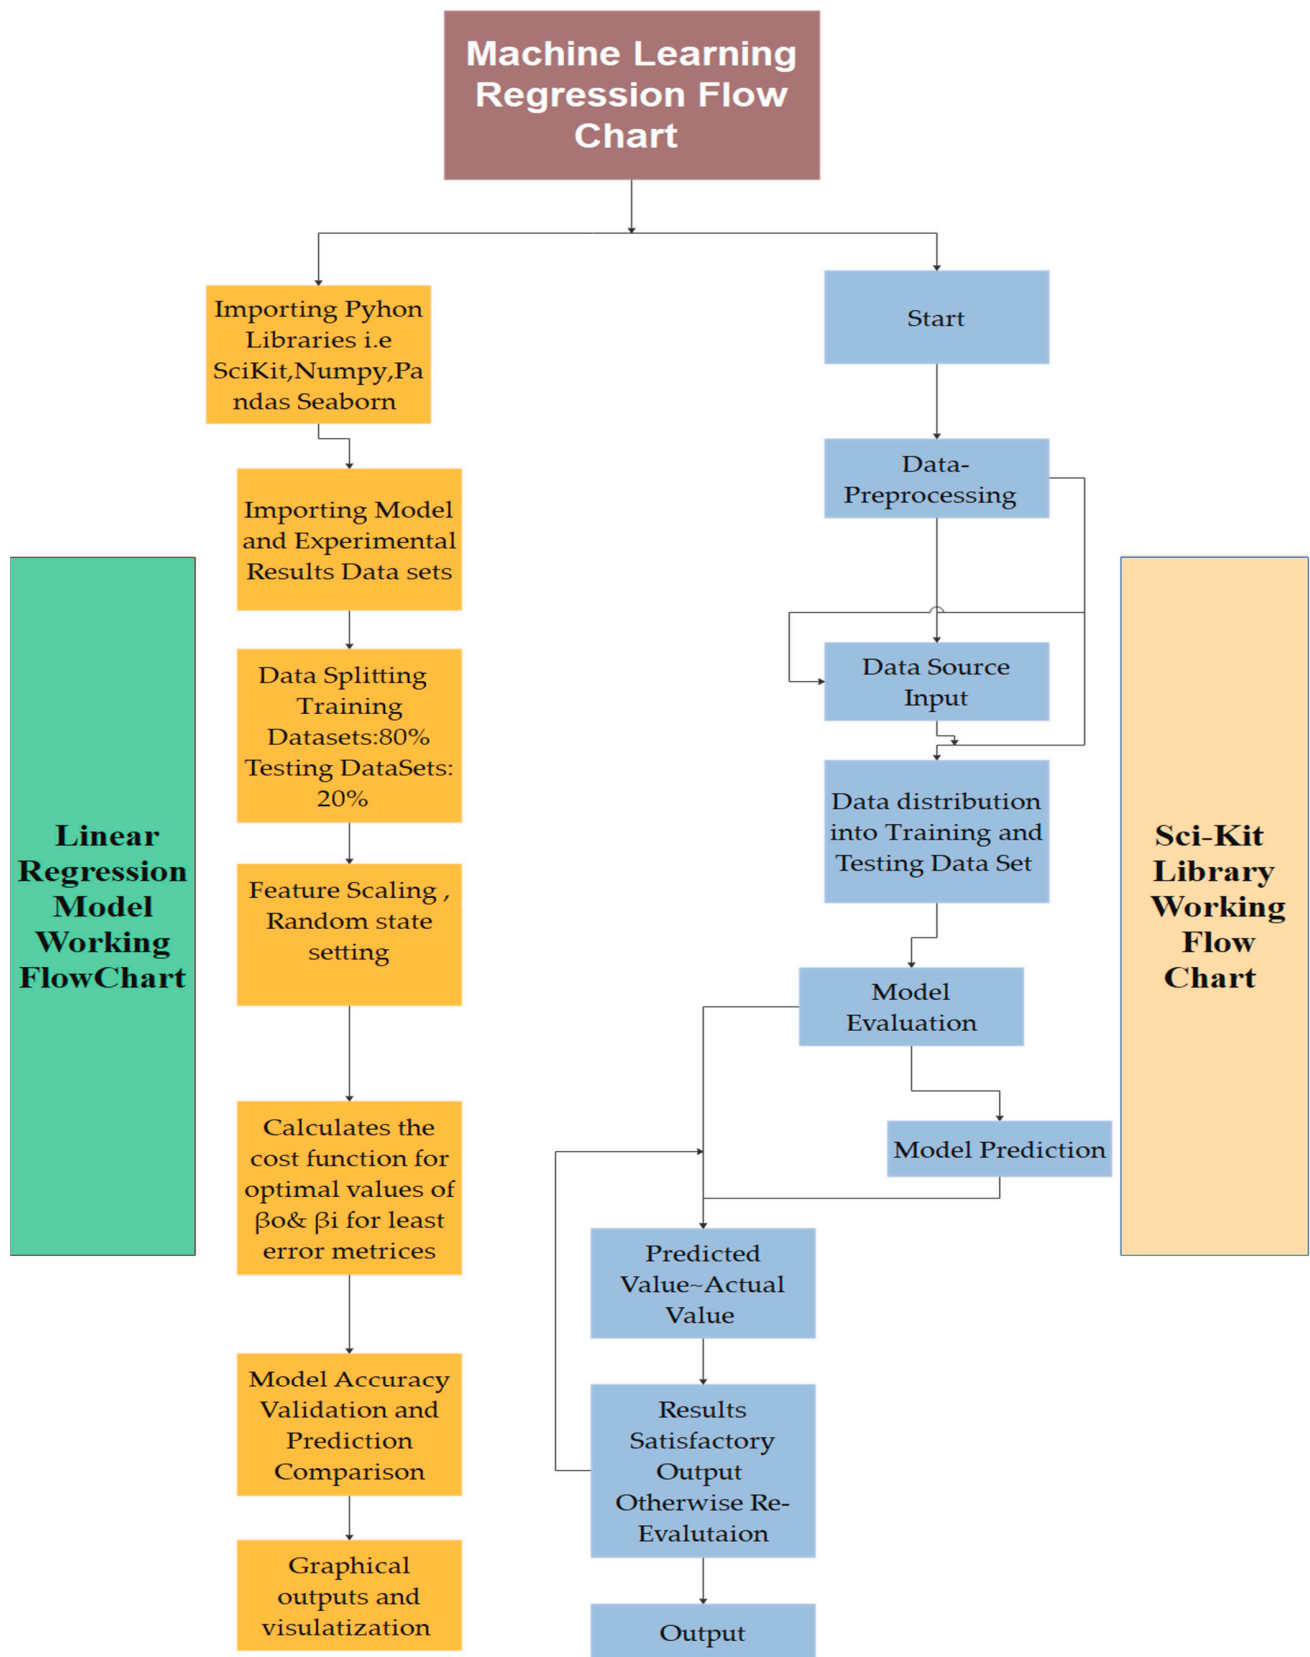 Machine Learning
Regression Flow
Chart
Importing Pyhon
Libraries i.e
SciKit,Numpy,Pa
ndas Seaborn
Importing Model
and Experimental
Results Data sets
Data Splitting
Training
Datasets:80%
Testing DataSets:
20%
Feature Scaling ,
Random state
setting
Calculates the
cost function for
optimal values of
βo& βi for least
error metrices
Model Accuracy
Validation and
Prediction
Comparison
Graphical
outputs and
visulatization
Linear
Regression
Model
Working
FlowChart
Start
Data-
Preprocessing
Data Source
Input
Data distribution
into Training and
Testing Data Set
Model
Evaluation
Model Prediction
Predicted
Value~Actual
Value
Results
Satisfactory
Output
Otherwise Re-
Evalutaion
Output
Sci-Kit
Library
Working
Flow
Chart